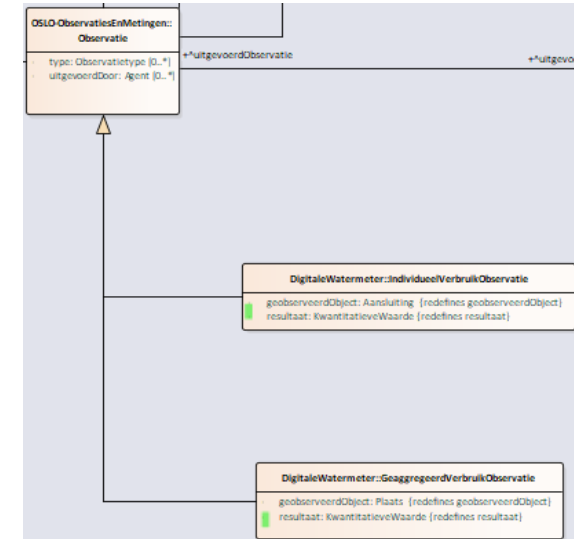 OSLO-ObservatiesEnMetingen::
Observatie
type: Observatietype [0..*]
uitgevoerdDoor: Agent [0..*]
+^uitgevoerdObservatie
+^uitgevo
DigitaleWatermeter::IndividueelVerbruikObservatie
geobserveerdObject: Aansluiting {redefines geobserveerdObject}
resultaat: KwantitatieveWaarde {redefines resultaat}
DigitaleWatermeter::GeaggregeerdVerbruikObservatie
geobserveerdObject: Plaats {redefines geobserveerdObject}
resultaat: KwantitatieveWaarde {redefines resultaat}